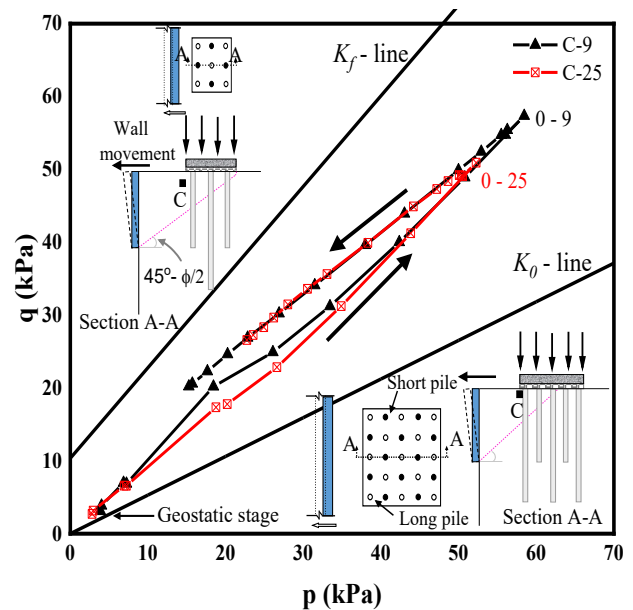 70
60
50
40
30
20
10
0
q (kPa)
0
10
20
30
40
50
60
70
p (kPa)
K_f - line
C-9
C-25
A
A
0 - 9
Wall
movement
C
0 - 25
45º- ϕ/2
K_0 - line
Section A-A
Short pile
C
A
A
Geostatic stage
Long pile
Section A-A